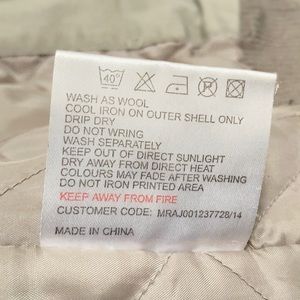 40°
WASH AS WOOL
COOL IRON ON OUTER SHELL ONLY
DRIP DRY
DO NOT WRING
WASH SEPARATELY
KEEP OUT OF DIRECT SUNLIGHT
DRY AWAY FROM DIRECT HEAT
COLOURS MAY FADE AFTER WASHING
DO NOT IRON PRINTED AREA
KEEP AWAY FROM FIRE
CUSTOMER CODE: MRAJ001237728/14
MADE IN CHINA